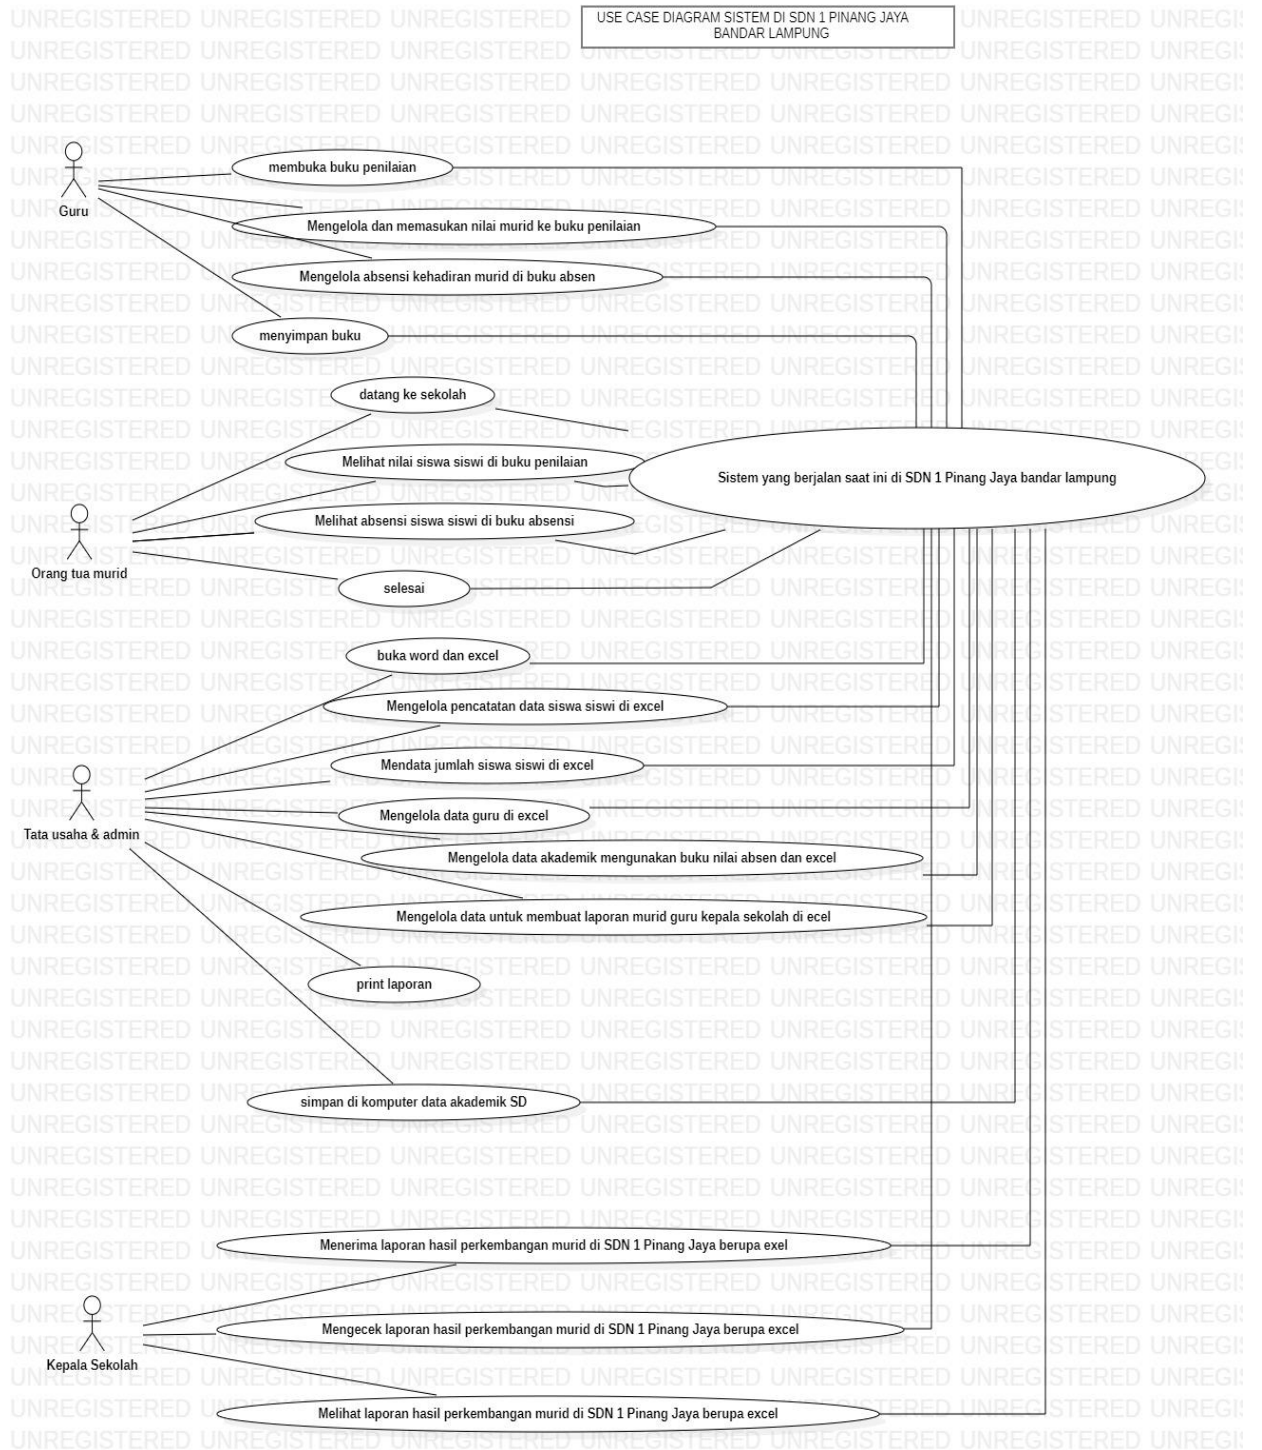 USE CASE DIAGRAM SISTEM DI SDN 1 PINANG JAYA
BANDAR LAMPUNG
Guru
membuka buku penilaian
Mengelola dan memasukan nilai murid ke buku penilaian
Mengelola absensi kehadiran murid di buku absen
menyimpan buku
datang ke sekolah
Melihat nilai siswa siswi di buku penilaian
Sistem yang berjalan saat ini di SDN 1 Pinang Jaya bandar lampung
Melihat absensi siswa siswi di buku absensi
Orang tua murid
selesai
buka word dan excel
Mengelola pencatatan data siswa siswi di excel
Mendata jumlah siswa siswi di excel
Mengelola data guru di excel
Tata usaha & admin
Mengelola data akademik mengunakan buku nilai absen dan excel
Mengelola data untuk membuat laporan murid guru kepala sekolah di ecel
print laporan
simpan di komputer data akademik SD
Menerima laporan hasil perkembangan murid di SDN 1 Pinang Jaya berupa exel
Mengecek laporan hasil perkembangan murid di SDN 1 Pinang Jaya berupa excel
Kepala Sekolah
Melihat laporan hasil perkembangan murid di SDN 1 Pinang Jaya berupa excel
UNREGISTERED